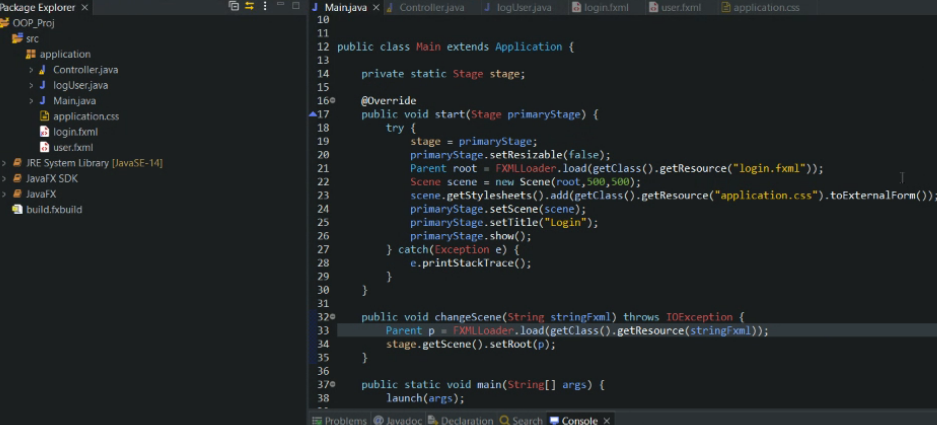 Package Explorer
OOP_Proj
src
application
Controller.java
logUser.java
Main.java
application.css
login.fxml
user.fxml
JRE System Library [JavaSE-14]
JavaFX SDK
JavaFX
build.fxbuild
Main.java Controller.java logUser.java login.fxml user.fxml application.css
10
11
12 public class Main extends Application {
13
14 private static Stage stage;
15
16 @Override
17 public void start(Stage primaryStage) {
18 try {
19 stage = primaryStage;
20 primaryStage.setResizable(false);
21 Parent root = FXMLLoader.load(getClass().getResource("login.fxml"));
22 Scene scene = new Scene(root,500,500);
23 scene.getStylesheets().add(getClass().getResource("application.css").toExternalForm());
24 primaryStage.setScene(scene);
25 primaryStage.setTitle("Login");
26 primaryStage.show();
27 } catch(Exception e) {
28 e.printStackTrace();
29 }
30 }
31
32 public void changeScene(String stringFxml) throws IOException {
33 Parent p = FXMLLoader.load(getClass().getResource(stringFxml));
34 stage.getScene().setRoot(p);
35 }
36
37 public static void main(String[] args) {
38 launch(args);
Problems Javadoc Declaration Search Console